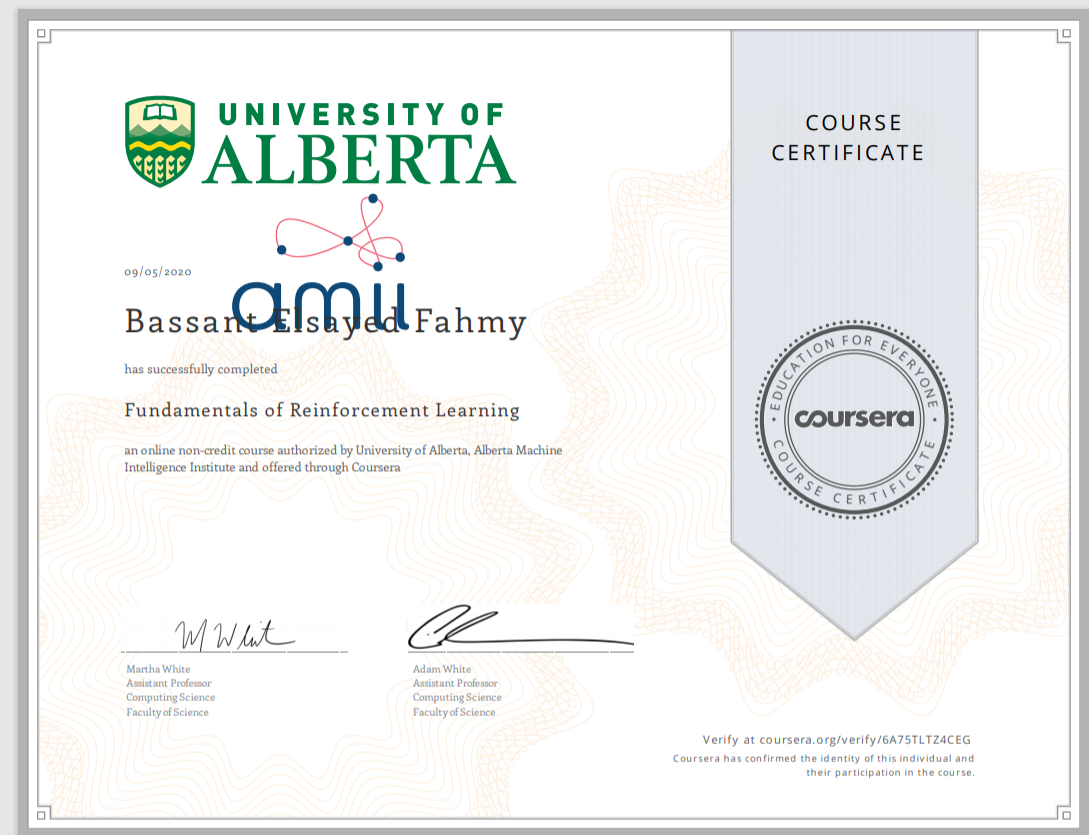 UNIVERSITY OF
ALBERTA
amii
09/05/2020
Bassant Elsayed Fahmy
has successfully completed
Fundamentals of Reinforcement Learning
an online non-credit course authorized by University of Alberta, Alberta Machine
Intelligence Institute and offered through Coursera
M White
Martha White
Assistant Professor
Computing Science
Faculty of Science
Adam White
Assistant Professor
Computing Science
Faculty of Science
COURSE
CERTIFICATE
EDUCATION FOR EVERYONE
coursera
COURSE CERTIFICATE
Verify at coursera.org/verify/6A75TLTZ4CEG
Coursera has confirmed the identity of this individual and
their participation in the course.